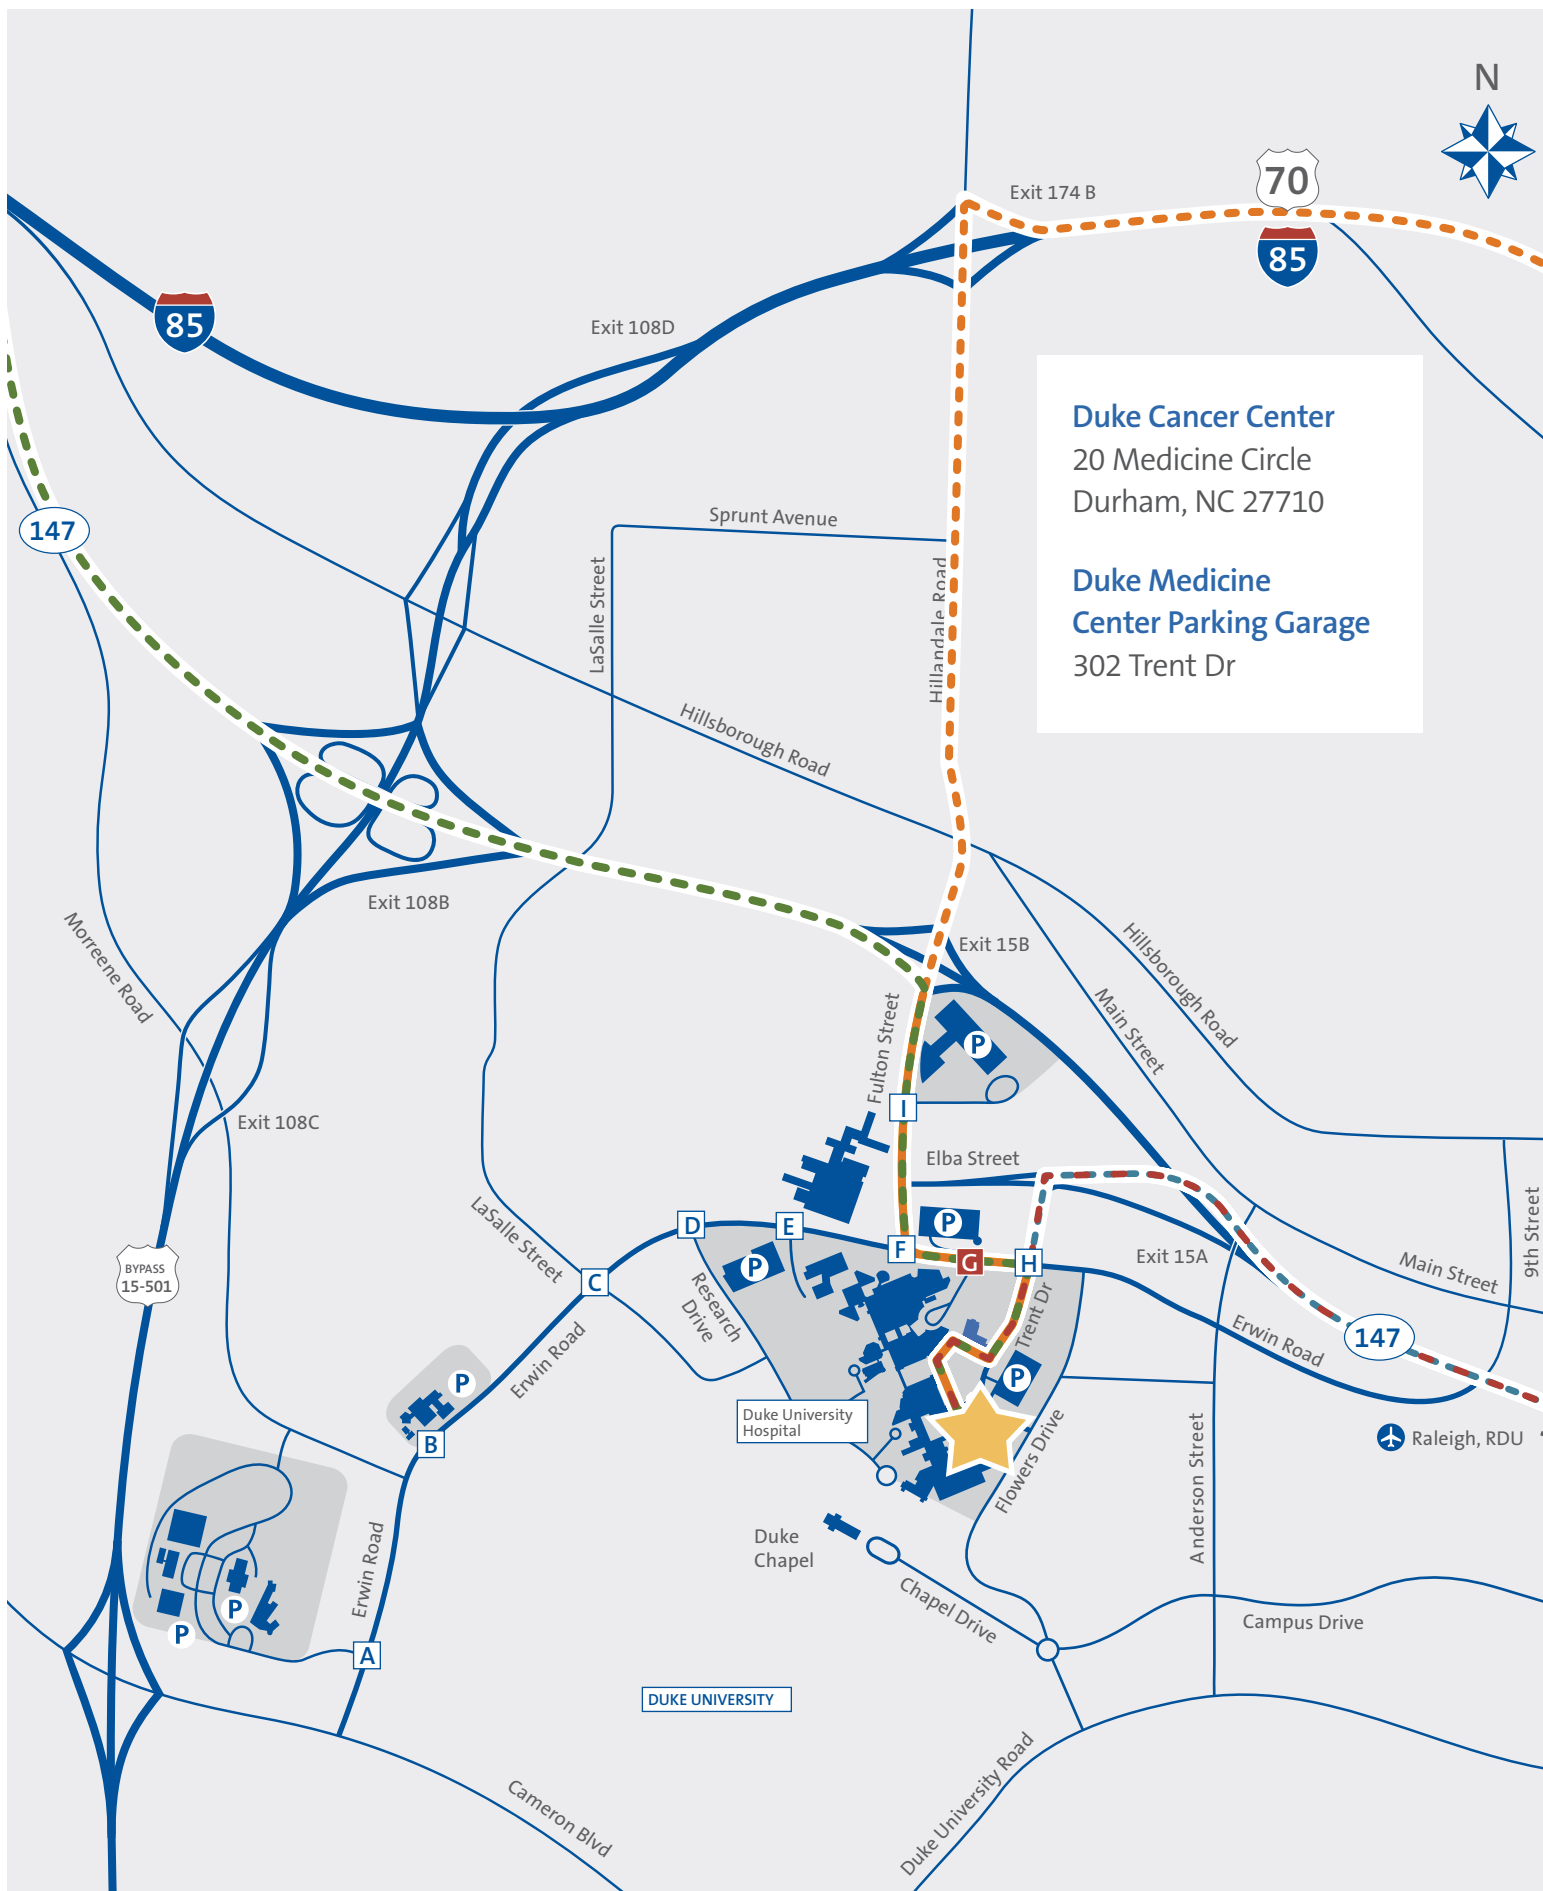 N
Exit 174 B
70
85
85
Exit 108D
Duke Cancer Center
20 Medicine Circle
Durham, NC 27710
Duke Medicine
Center Parking Garage
302 Trent Dr
147
Sprunt Avenue
LaSalle Street
Hillandale Road
Hillsborough Road
Exit 108B
Morreene Road
Exit 15B
Hillsborough Road
Main Street
Fulton Street
P
I
Exit 108C
Elba Street
LaSalle Street
D
E
F
P
G
H
Exit 15A
9th Street
Main Street
BYPASS
15-501
C
P
Research
Drive
Trent Dr
Erwin Road
147
Erwin Road
P
P
B
Duke University
Hospital
Flowers Drive
Anderson Street
Raleigh, RDU
Duke
Chapel
Erwin Road
P
P
A
Chapel Drive
Campus Drive
DUKE UNIVERSITY
Cameron Blvd
Duke University Road